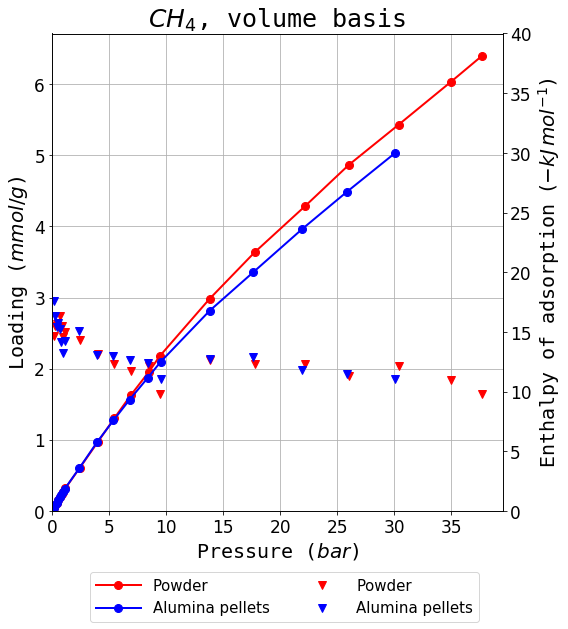 CH₄, volume basis
Loading (mmol/g)
6
5
4
3
2
1
0
40
35
30
25
20
15
10
5
0
Enthalpy of adsorption (−kJ mol⁻¹)
0 5 10 15 20 25 30 35
Pressure (bar)
Powder Powder
Alumina pellets Alumina pellets